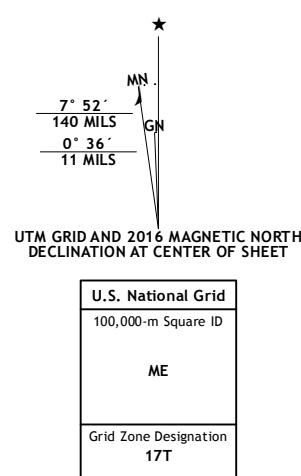 MN
7° 52´
140 MILS
GN
0° 36´
11 MILS
UTM GRID AND 2016 MAGNETIC NORTH
DECLINATION AT CENTER OF SHEET
U.S. National Grid
100,000-m Square ID
ME
Grid Zone Designation
17T